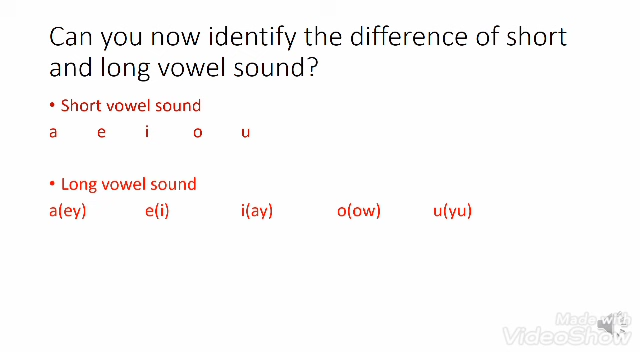 Can you now identify the difference of short
and long vowel sound?
• Short vowel sound
a e i o u
• Long vowel sound
a(ey) e(i) i(ay) o(ow) u(yu)
Made with
VideoShow